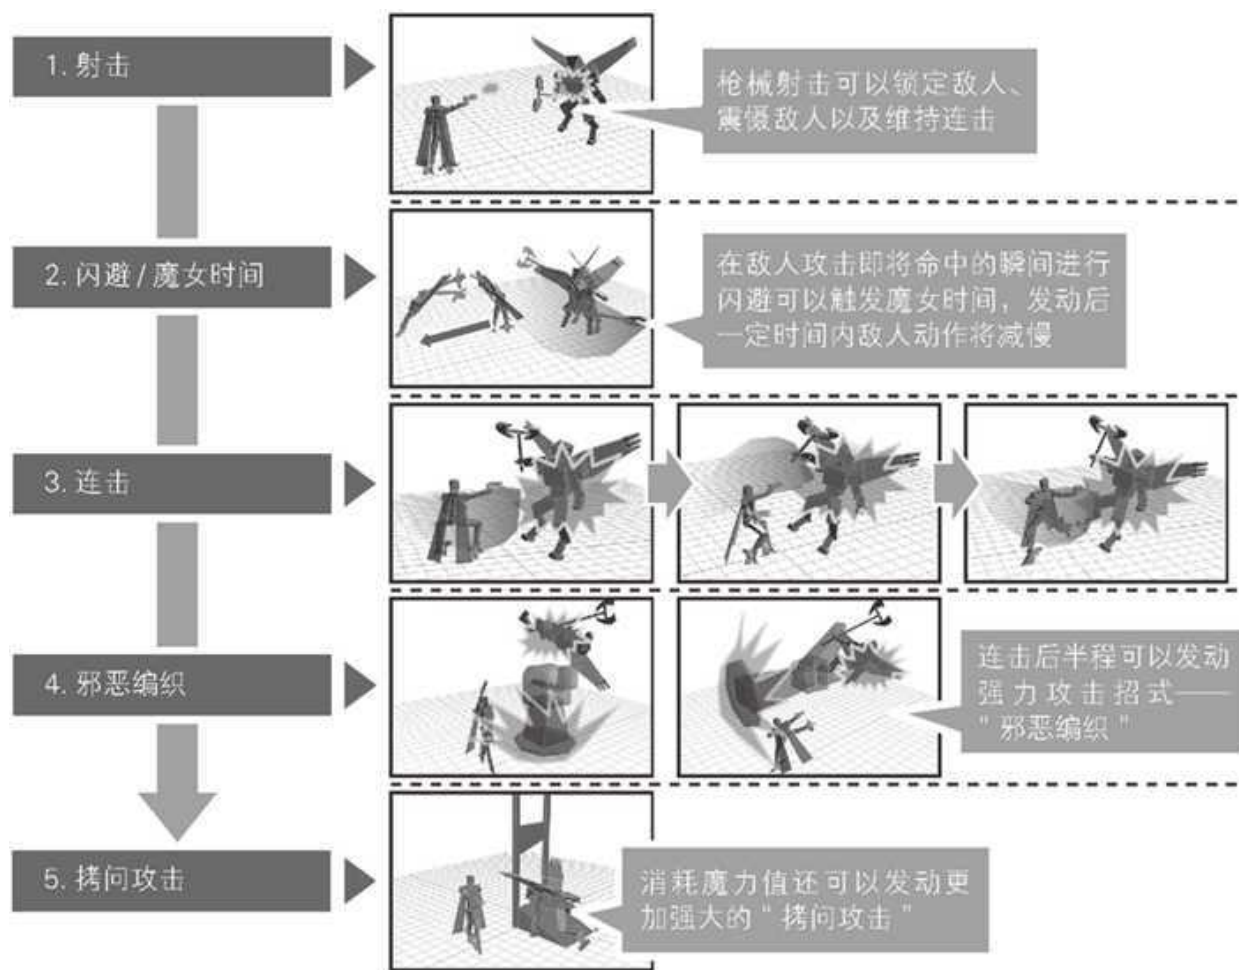 1. 射击
枪械射击可以锁定敌人、
震慑敌人以及维持连击
2. 闪避 / 魔女时间
在敌人攻击即将命中的瞬间进行
闪避可以触发魔女时间，发动后
一定时间内敌人动作将减慢
3. 连击
4. 邪恶编织
连击后半程可以发动
强力攻击招式——
“邪恶编织”
5. 拷问攻击
消耗魔力值还可以发动更
加强大的“拷问攻击”